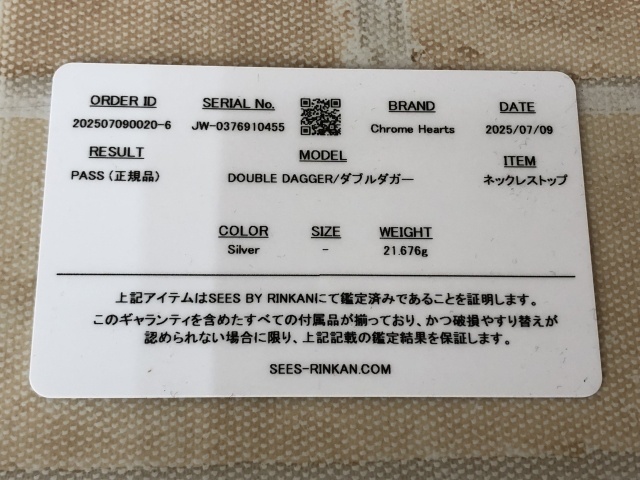 ORDER ID SERIAL No. BRAND DATE
202507090020-6 JW-0376910455 Chrome Hearts 2025/07/09
RESULT MODEL ITEM
PASS (正規品) DOUBLE DAGGER/ダブルダガー ネックレストップ
COLOR SIZE WEIGHT
Silver - 21.676g
上記アイテムはSEES BY RINKANにて鑑定済みであることを証明します。
このギャランティを含めたすべての付属品が揃っており、かつ破損やすり替えが
認められない場合に限り、上記記載の鑑定結果を保証します。
SEES-RINKAN.COM